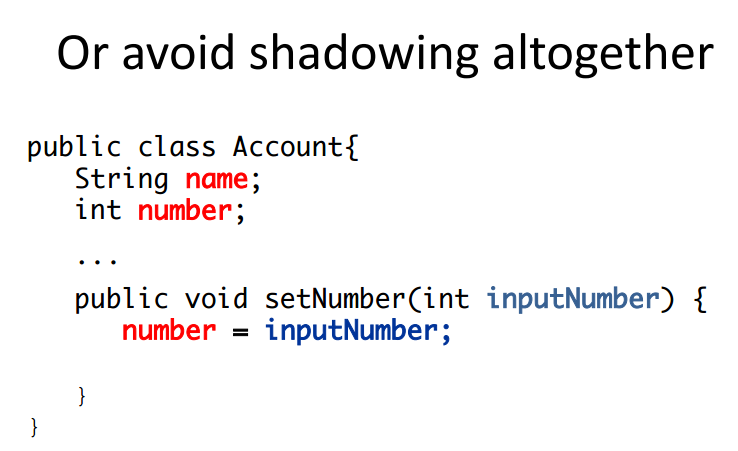 Or avoid shadowing altogether
public class Account{
String name;
int number;
...
public void setNumber(int inputNumber) {
number = inputNumber;
}
}